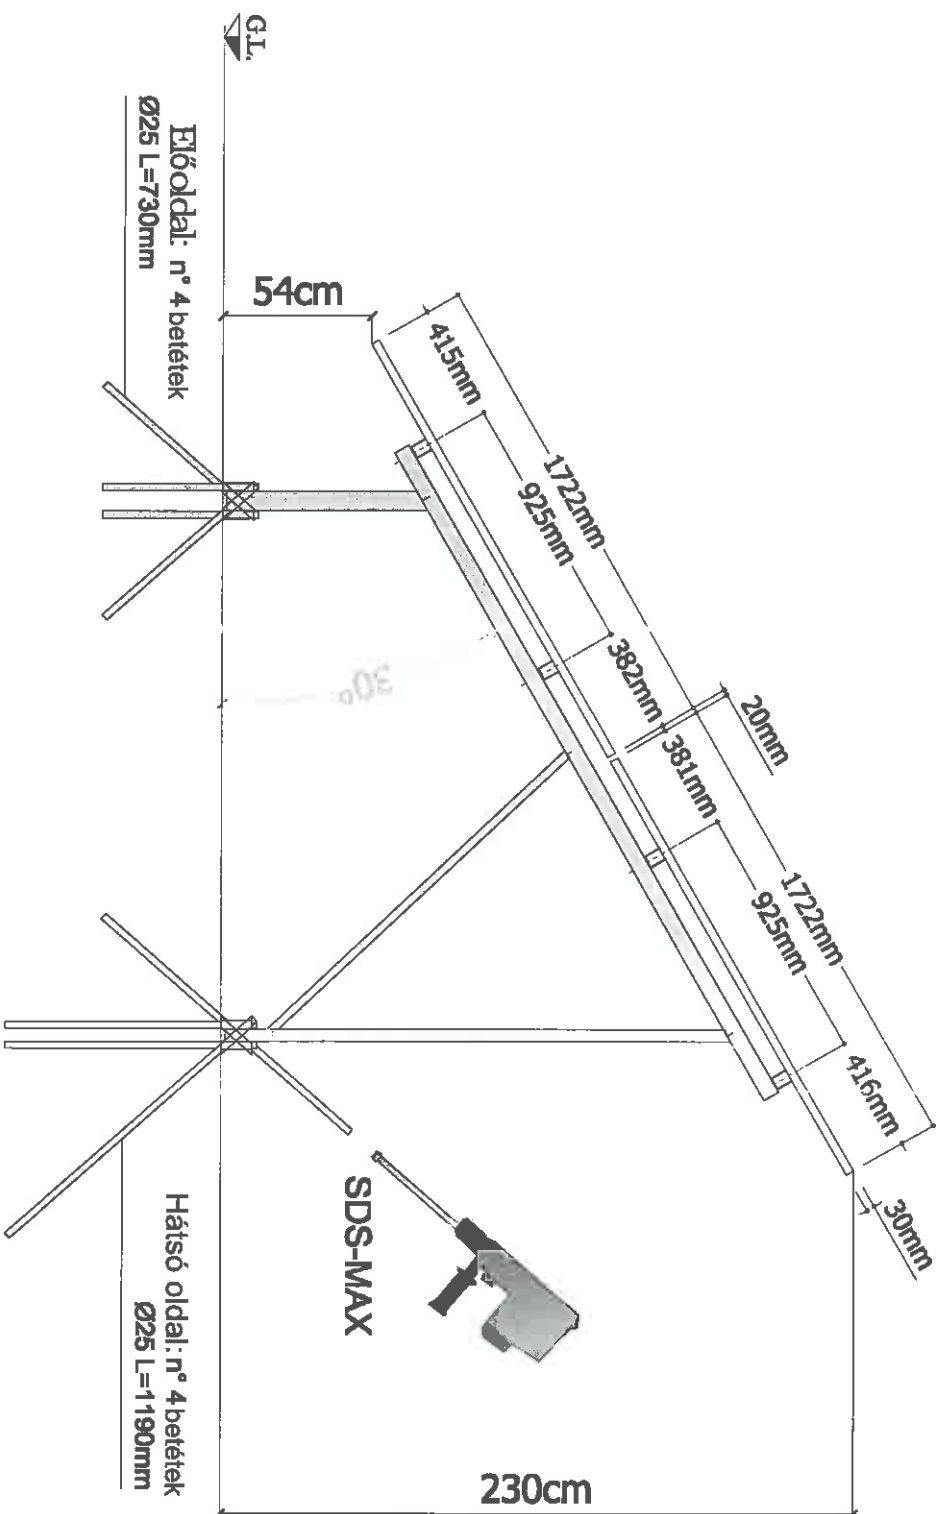 G.L.
Előoldal: n° 4 betétek
Ø25 L=730mm
54cm
415mm
1722mm
925mm
382mm
20mm
381mm
1722mm
925mm
416mm
30mm
30°
SDS-MAX
Hátsó oldal: n° 4 betétek
Ø25 L=1190mm
230cm